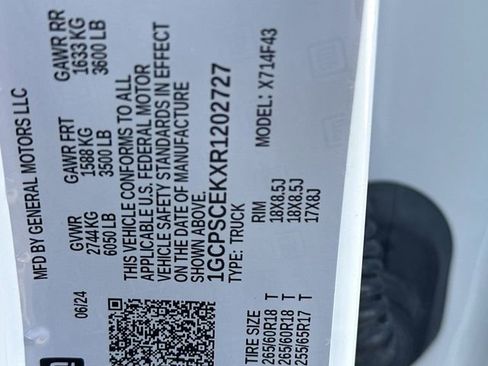 MFD BY GENERAL MOTORS LLC
06/24 GVWR GAWR FRT GAWR RR
2744 KG 1588 KG 1633 KG
6050 LB 3500 LB 3600 LB
THIS VEHICLE CONFORMS TO ALL
APPLICABLE U.S. FEDERAL MOTOR
VEHICLE SAFETY STANDARDS IN EFFECT
ON THE DATE OF MANUFACTURE
SHOWN ABOVE.
1GCPSCEKXR1202727
TYPE: TRUCK MODEL: X714F43
TIRE SIZE RIM
265/60R18 T 18X8.5J
265/60R18 T 18X8.5J
255/65R17 T 17X8J